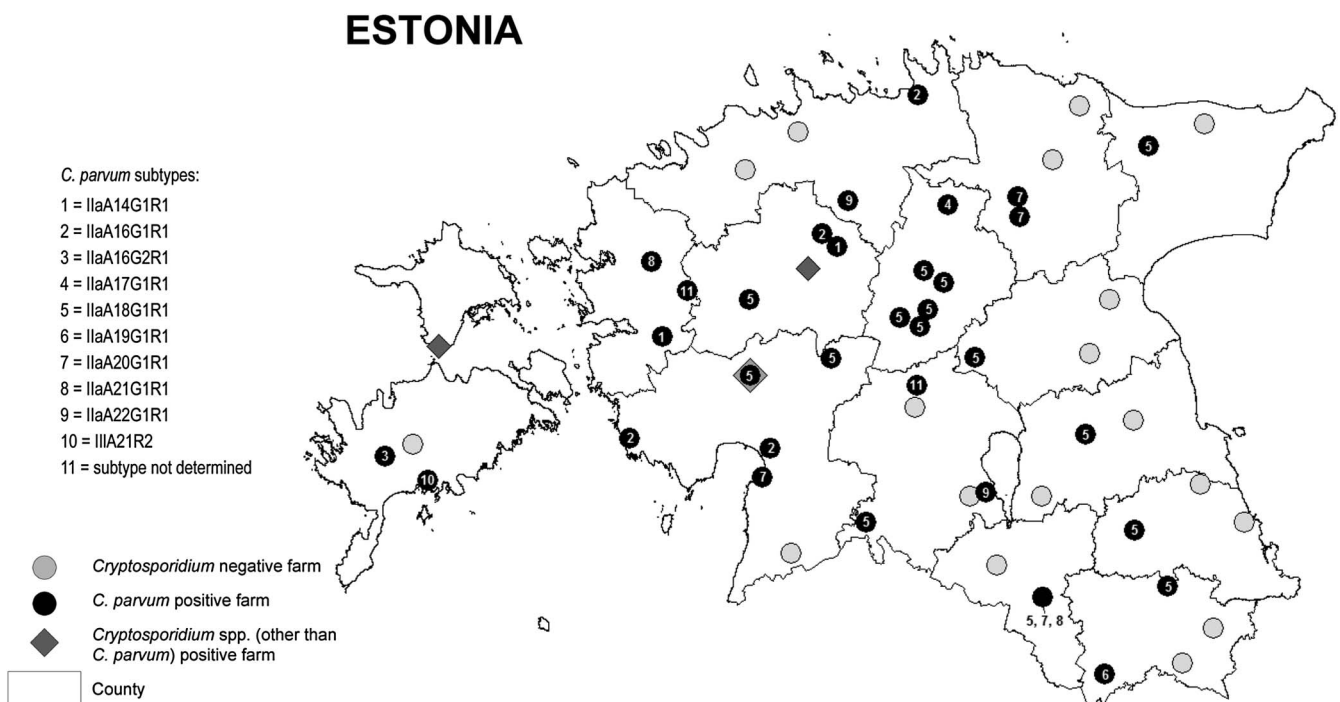 ESTONIA
C. parvum subtypes:
1 = IIaA14G1R1
2 = IIaA16G1R1
3 = IIaA16G2R1
4 = IIaA17G1R1
5 = IIaA18G1R1
6 = IIaA19G1R1
7 = IIaA20G1R1
8 = IIaA21G1R1
9 = IIaA22G1R1
10 = IIIA21R2
11 = subtype not determined
Cryptosporidium negative farm
C. parvum positive farm
Cryptosporidium spp. (other than
C. parvum) positive farm
County
2
5
9
4
7
7
2
1
8
5
5
11
5
5
5
5
1
5
5
5
11
2
5
2
3
7
10
9
5
5
5
5, 7, 8
6